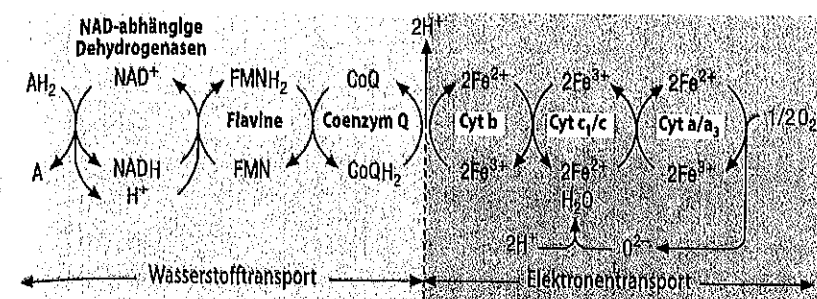 NAD-abhängige
Dehydrogenasen
2H⁺
AH₂ NAD⁺ FMNH₂ CoQ 2Fe²⁺ 2Fe³⁺ 2Fe²⁺
Flavine Coenzym Q Cyt b Cyt c₁/c Cyt a/a₃ 1/2O₂
A NADH FMN CoQH₂ 2Fe³⁺ 2Fe²⁺ 2Fe³⁺
H⁺ H₂O
2H⁺ O²⁻
Wasserstofftransport Elektronentransport